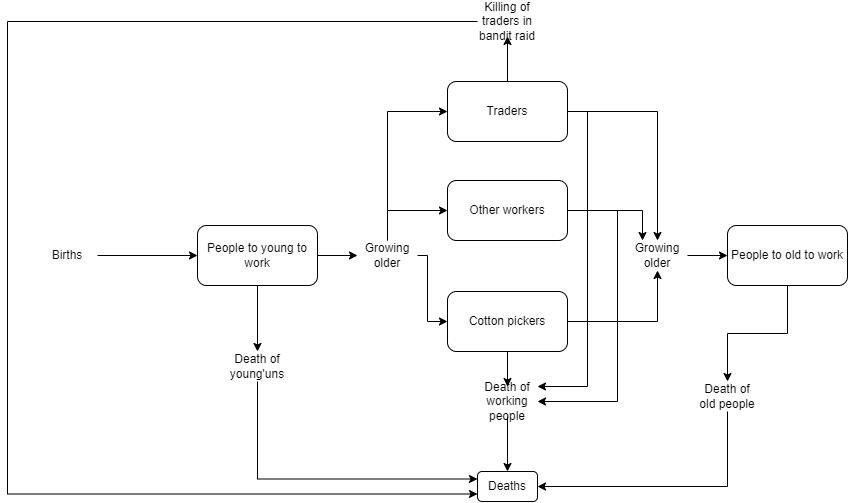 Killing of
traders in
bandit raid
Traders
Other workers
Births
People to young to
work
Growing
older
Growing
older
People to old to work
Cotton pickers
Death of
young'uns
Death of
working
people
Death of
old people
Deaths